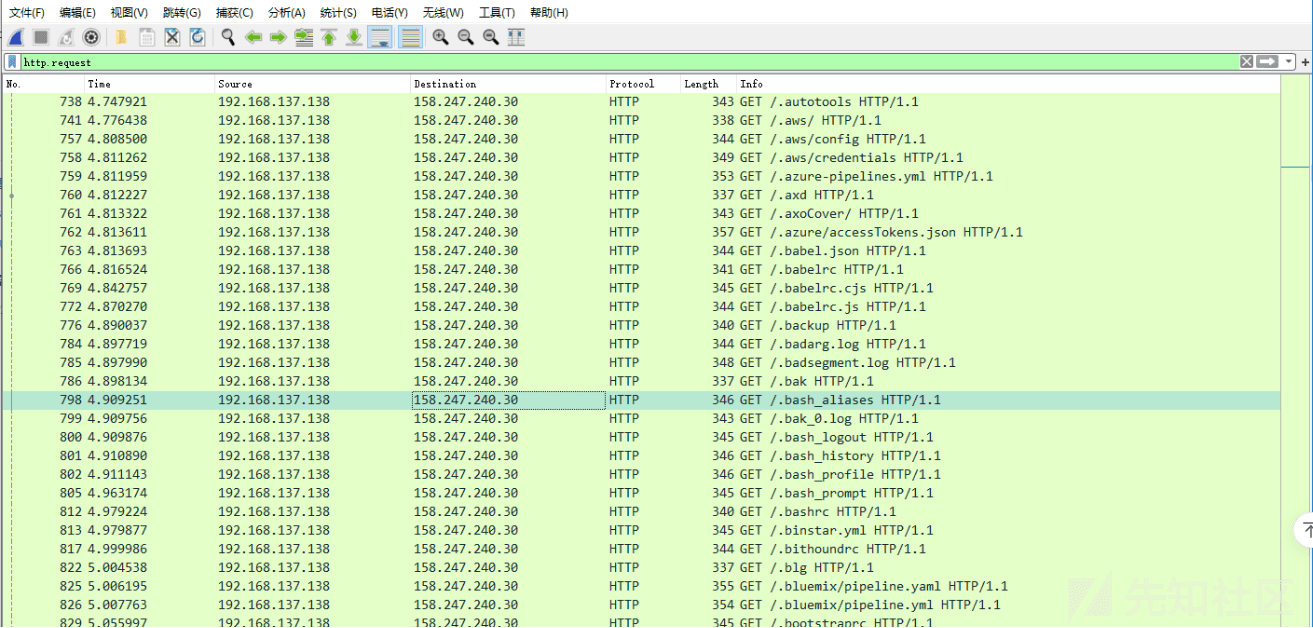 文件(F) 编辑(E) 视图(V) 跳转(G) 捕获(C) 分析(A) 统计(S) 电话(Y) 无线(W) 工具(T) 帮助(H)
http.request
No. Time Source Destination Protocol Length Info
738 4.747921 192.168.137.138 158.247.240.30 HTTP 343 GET /.autotools HTTP/1.1
741 4.776438 192.168.137.138 158.247.240.30 HTTP 338 GET /.aws/ HTTP/1.1
757 4.808500 192.168.137.138 158.247.240.30 HTTP 344 GET /.aws/config HTTP/1.1
758 4.811262 192.168.137.138 158.247.240.30 HTTP 349 GET /.aws/credentials HTTP/1.1
759 4.811959 192.168.137.138 158.247.240.30 HTTP 353 GET /.azure-pipelines.yml HTTP/1.1
760 4.812227 192.168.137.138 158.247.240.30 HTTP 337 GET /.axd HTTP/1.1
761 4.813322 192.168.137.138 158.247.240.30 HTTP 343 GET /.axoCover/ HTTP/1.1
762 4.813611 192.168.137.138 158.247.240.30 HTTP 357 GET /.azure/accessTokens.json HTTP/1.1
763 4.813693 192.168.137.138 158.247.240.30 HTTP 344 GET /.babel.json HTTP/1.1
766 4.816524 192.168.137.138 158.247.240.30 HTTP 341 GET /.babelrc HTTP/1.1
769 4.842757 192.168.137.138 158.247.240.30 HTTP 345 GET /.babelrc.cjs HTTP/1.1
772 4.870270 192.168.137.138 158.247.240.30 HTTP 344 GET /.babelrc.js HTTP/1.1
776 4.890037 192.168.137.138 158.247.240.30 HTTP 340 GET /.backup HTTP/1.1
784 4.897719 192.168.137.138 158.247.240.30 HTTP 344 GET /.badarg.log HTTP/1.1
785 4.897990 192.168.137.138 158.247.240.30 HTTP 348 GET /.badsegment.log HTTP/1.1
786 4.898134 192.168.137.138 158.247.240.30 HTTP 337 GET /.bak HTTP/1.1
798 4.909251 192.168.137.138 158.247.240.30 HTTP 346 GET /.bash_aliases HTTP/1.1
799 4.909756 192.168.137.138 158.247.240.30 HTTP 343 GET /.bak_0.log HTTP/1.1
800 4.909876 192.168.137.138 158.247.240.30 HTTP 345 GET /.bash_logout HTTP/1.1
801 4.910890 192.168.137.138 158.247.240.30 HTTP 346 GET /.bash_history HTTP/1.1
802 4.911143 192.168.137.138 158.247.240.30 HTTP 346 GET /.bash_profile HTTP/1.1
805 4.963174 192.168.137.138 158.247.240.30 HTTP 345 GET /.bash_prompt HTTP/1.1
812 4.979224 192.168.137.138 158.247.240.30 HTTP 340 GET /.bashrc HTTP/1.1
813 4.979877 192.168.137.138 158.247.240.30 HTTP 345 GET /.binstar.yml HTTP/1.1
817 4.999986 192.168.137.138 158.247.240.30 HTTP 344 GET /.bithoundrc HTTP/1.1
822 5.004538 192.168.137.138 158.247.240.30 HTTP 337 GET /.blg HTTP/1.1
825 5.006195 192.168.137.138 158.247.240.30 HTTP 355 GET /.bluemix/pipeline.yaml HTTP/1.1
826 5.007763 192.168.137.138 158.247.240.30 HTTP 354 GET /.bluemix/pipeline.yml HTTP/1.1
829 5.055997 192.168.137.138 158.247.240.30 HTTP 345 GET /.bootstraprc HTTP/1.1
先知社区